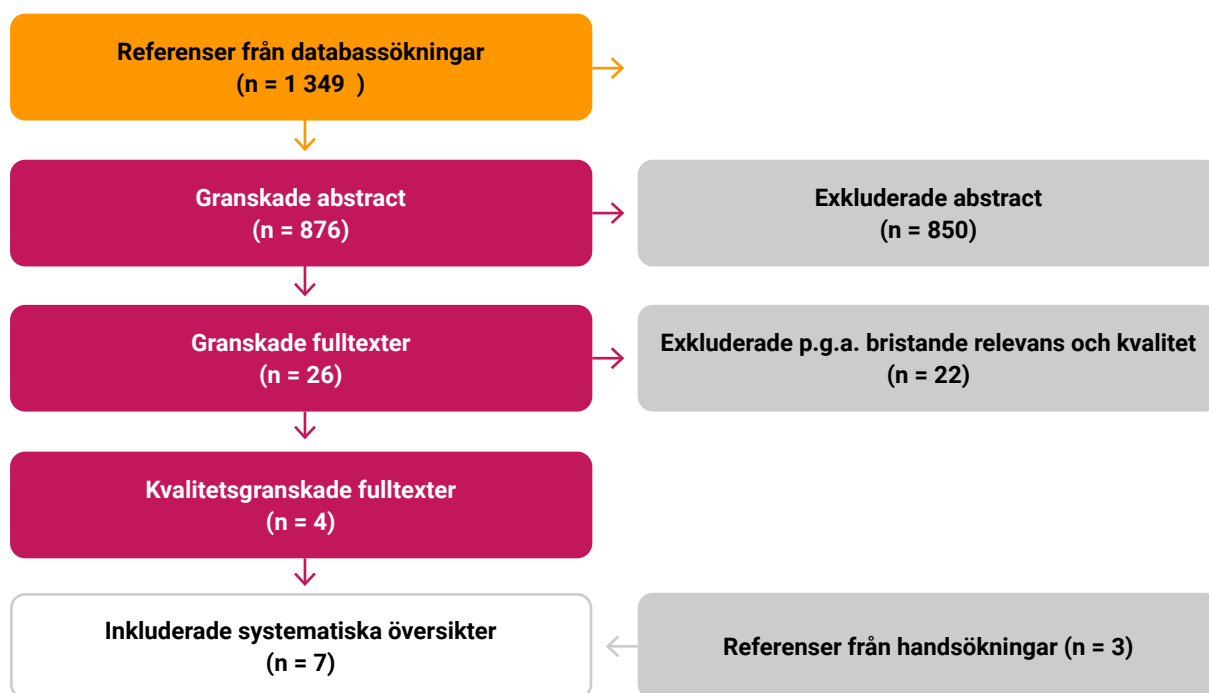 Referenser från databassökningar
(n = 1 349  )
Granskade abstract
(n = 876)
Exkluderade abstract
(n = 850)
Granskade fulltexter
(n = 26)
Exkluderade p.g.a. bristande relevans och kvalitet
(n = 22)
Kvalitetsgranskade fulltexter
(n = 4)
Inkluderade systematiska översikter
(n = 7)
Referenser från handsökningar (n = 3)